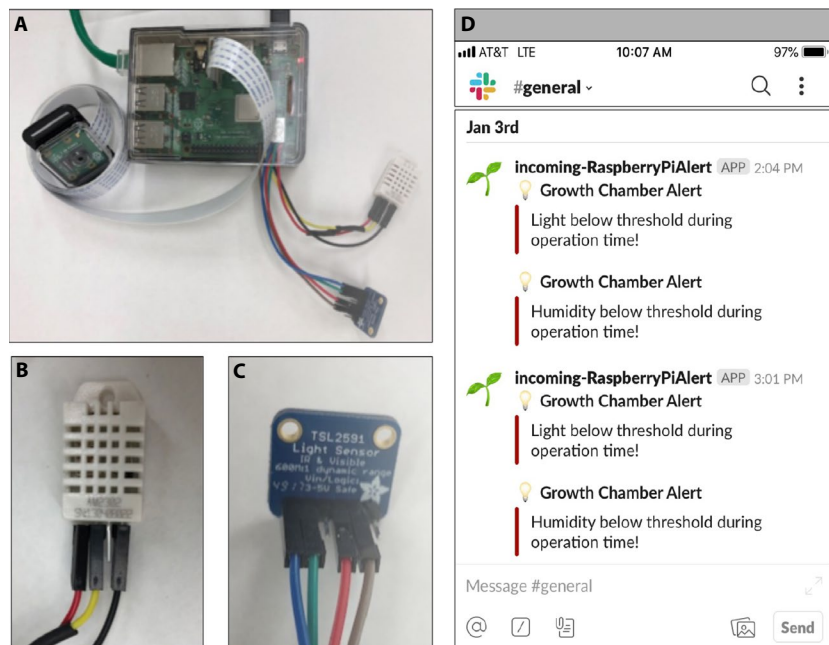 A
B
AM2302
C
TSL2591
Light Sensor
IR & Visible
600M:1 dynamic range
Vin/Logic:
3-5V Safe
D
AT&T LTE 10:07 AM 97%
#general
Jan 3rd
incoming-RaspberryPiAlert APP 2:04 PM
Growth Chamber Alert
Light below threshold during
operation time!
Growth Chamber Alert
Humidity below threshold during
operation time!
incoming-RaspberryPiAlert APP 3:01 PM
Growth Chamber Alert
Light below threshold during
operation time!
Growth Chamber Alert
Humidity below threshold during
operation time!
Message #general
Send